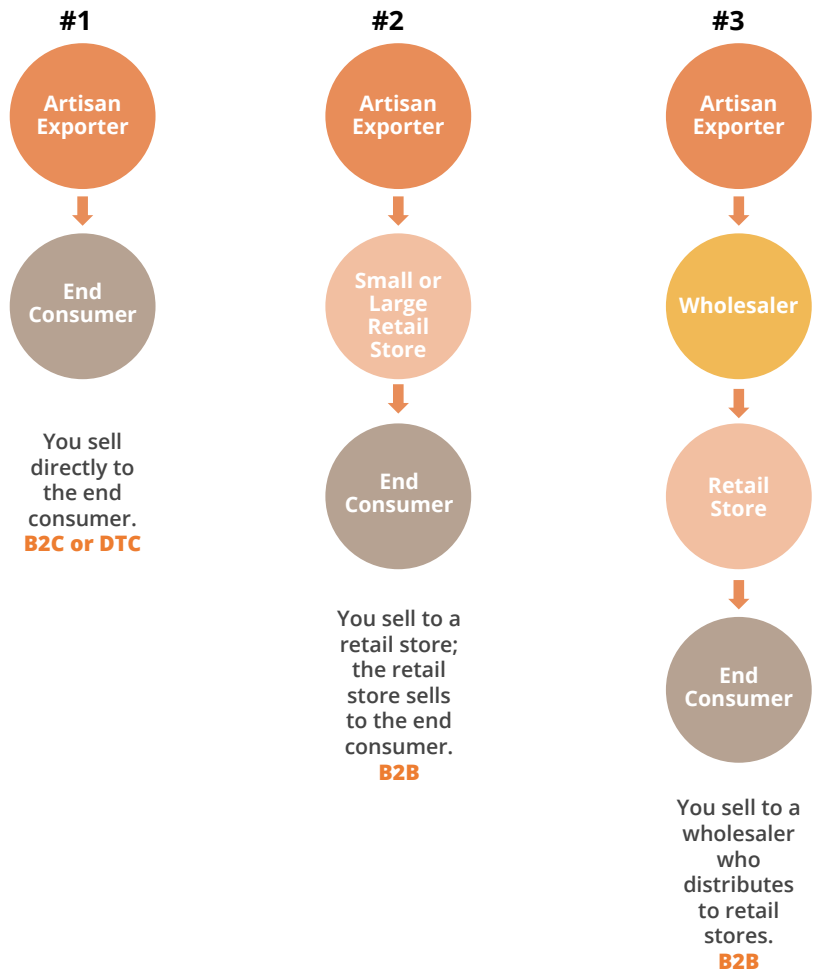 #1
Artisan
Exporter
End
Consumer
You sell
directly to
the end
consumer.
B2C or DTC
#2
Artisan
Exporter
Small or
Large
Retail
Store
End
Consumer
You sell to a
retail store;
the retail
store sells
to the end
consumer.
B2B
#3
Artisan
Exporter
Wholesaler
Retail
Store
End
Consumer
You sell to a
wholesaler
who
distributes
to retail
stores.
B2B